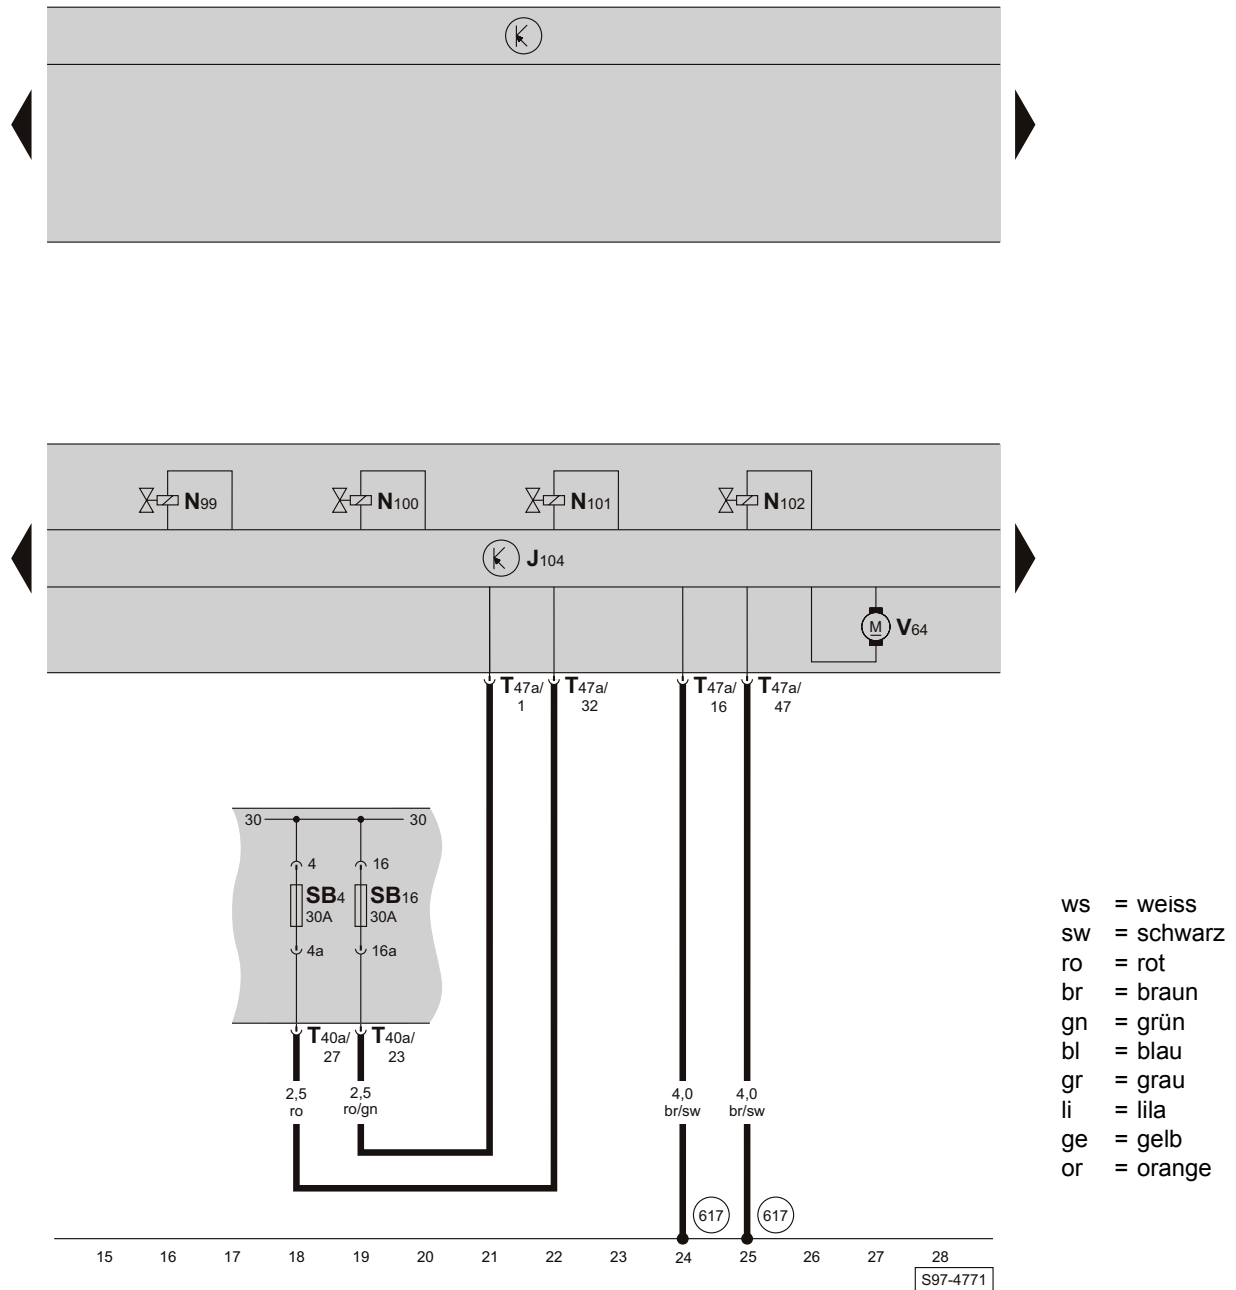 N99 N100 N101 N102
J104
M V64
T47a/ T47a/ T47a/ T47a/
1 32 16 47
30 30
4 16
SB4 SB16
30A 30A
4a 16a
T40a/ T40a/
27 23
2,5 2,5 4,0 4,0
ro ro/gn br/sw br/sw
617 617
15 16 17 18 19 20 21 22 23 24 25 26 27 28
S97-4771
ws = weiss
sw = schwarz
ro = rot
br = braun
gn = grün
bl = blau
gr = grau
li = lila
ge = gelb
or = orange